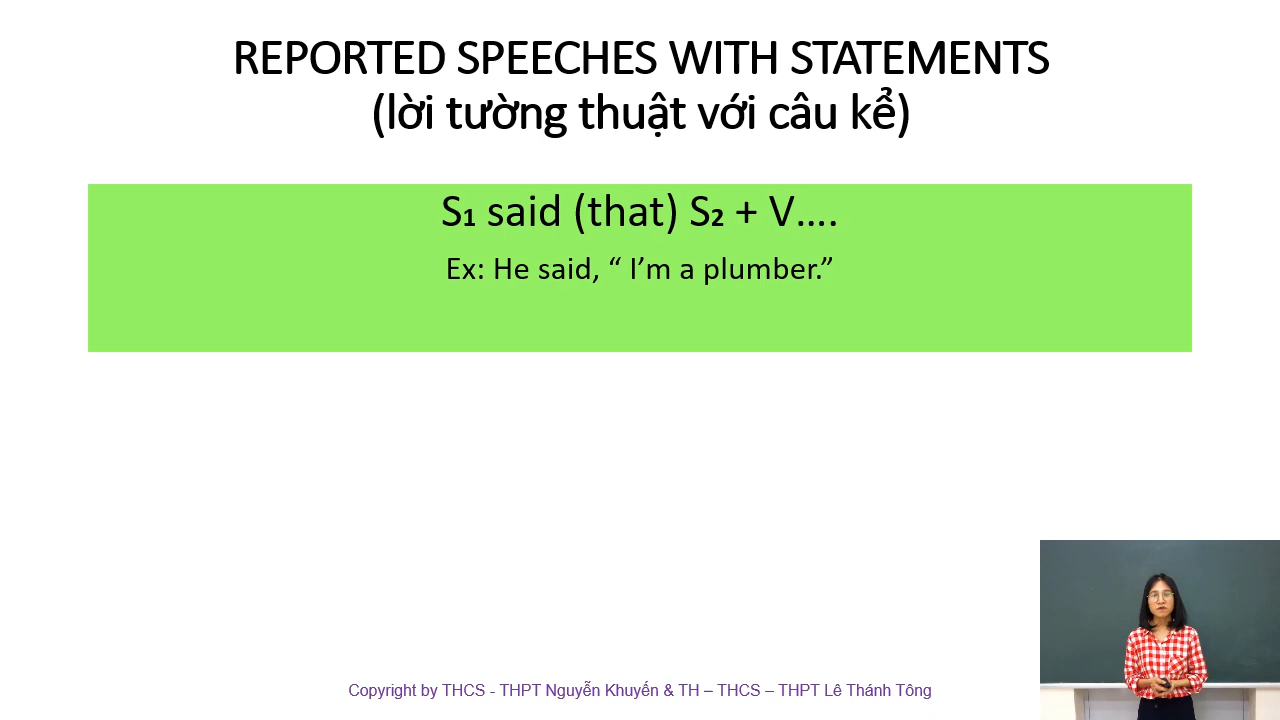 REPORTED SPEECHES WITH STATEMENTS
(lời tường thuật với câu kể)
S₁ said (that) S₂ + V….
Ex: He said, “ I’m a plumber.”
Copyright by THCS - THPT Nguyễn Khuyến & TH – THCS – THPT Lê Thánh Tông